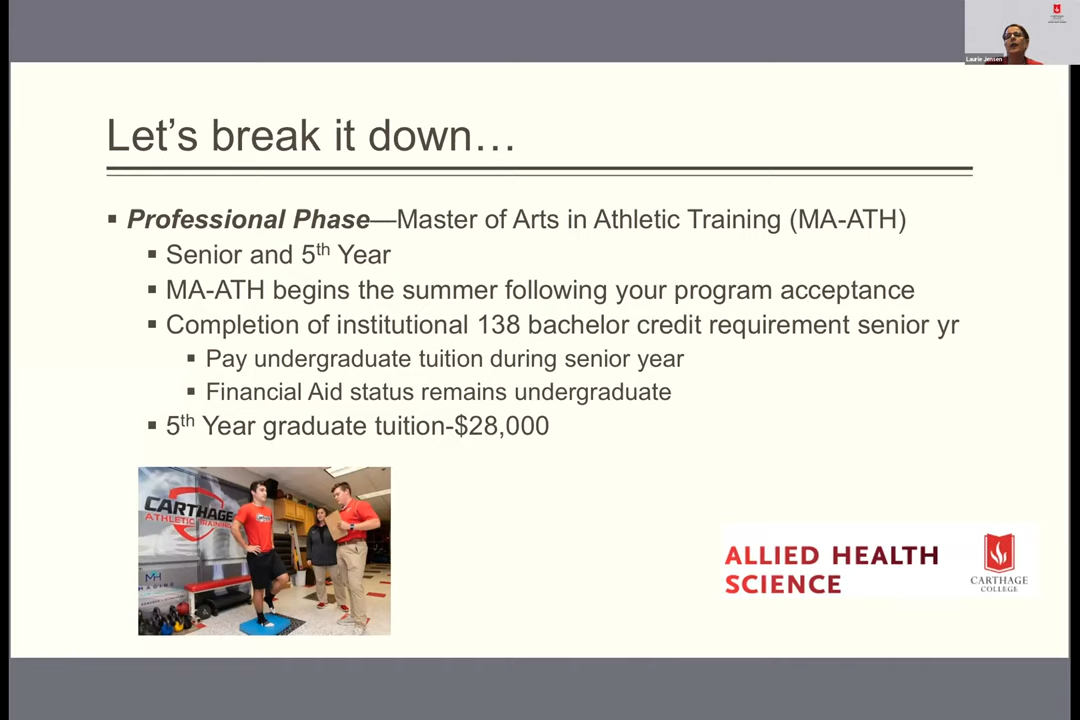 CARTHAGE
Laurie Jensen
Let's break it down…
▪ Professional Phase—Master of Arts in Athletic Training (MA-ATH)
▪ Senior and 5th Year
▪ MA-ATH begins the summer following your program acceptance
▪ Completion of institutional 138 bachelor credit requirement senior yr
▪ Pay undergraduate tuition during senior year
▪ Financial Aid status remains undergraduate
▪ 5th Year graduate tuition-$28,000
CARTHAGE
ATHLETIC TRAINING
MH
ALLIED HEALTH
SCIENCE
CARTHAGE
COLLEGE